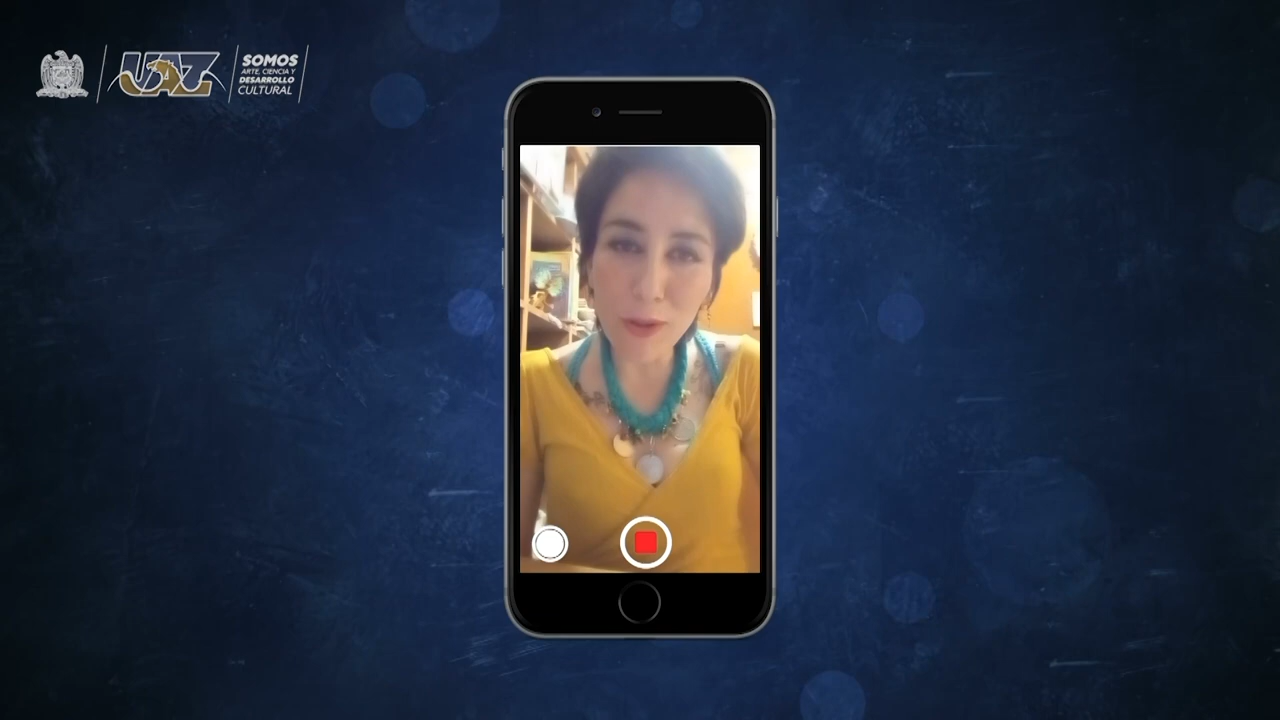 UAZ
SOMOS
ARTE, CIENCIA Y
DESARROLLO
CULTURAL